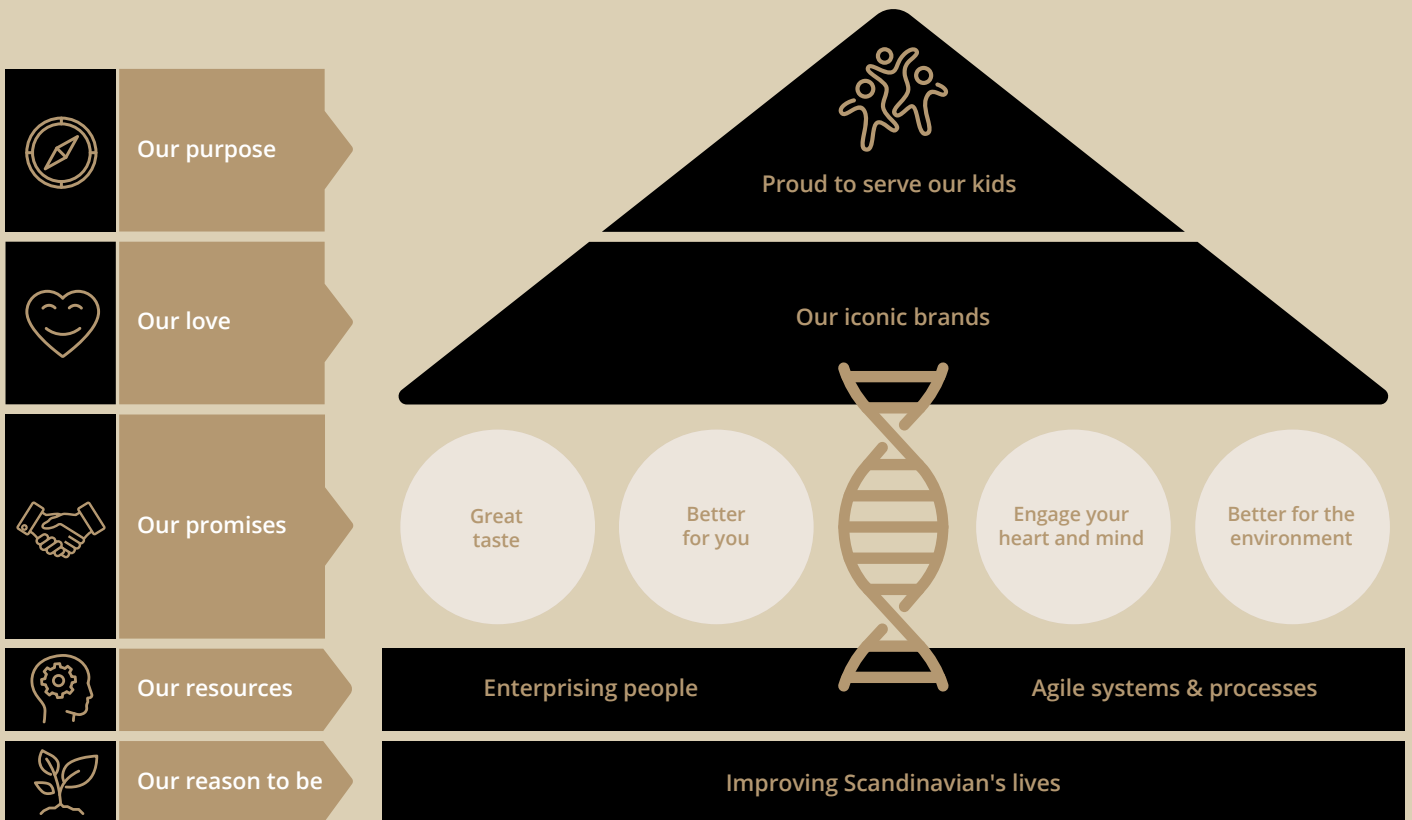 Our purpose
Proud to serve our kids
Our love
Our iconic brands
Our promises
Great
taste
Better
for you
Engage your
heart and mind
Better for the
environment
Our resources
Enterprising people
Agile systems & processes
Our reason to be
Improving Scandinavian's lives